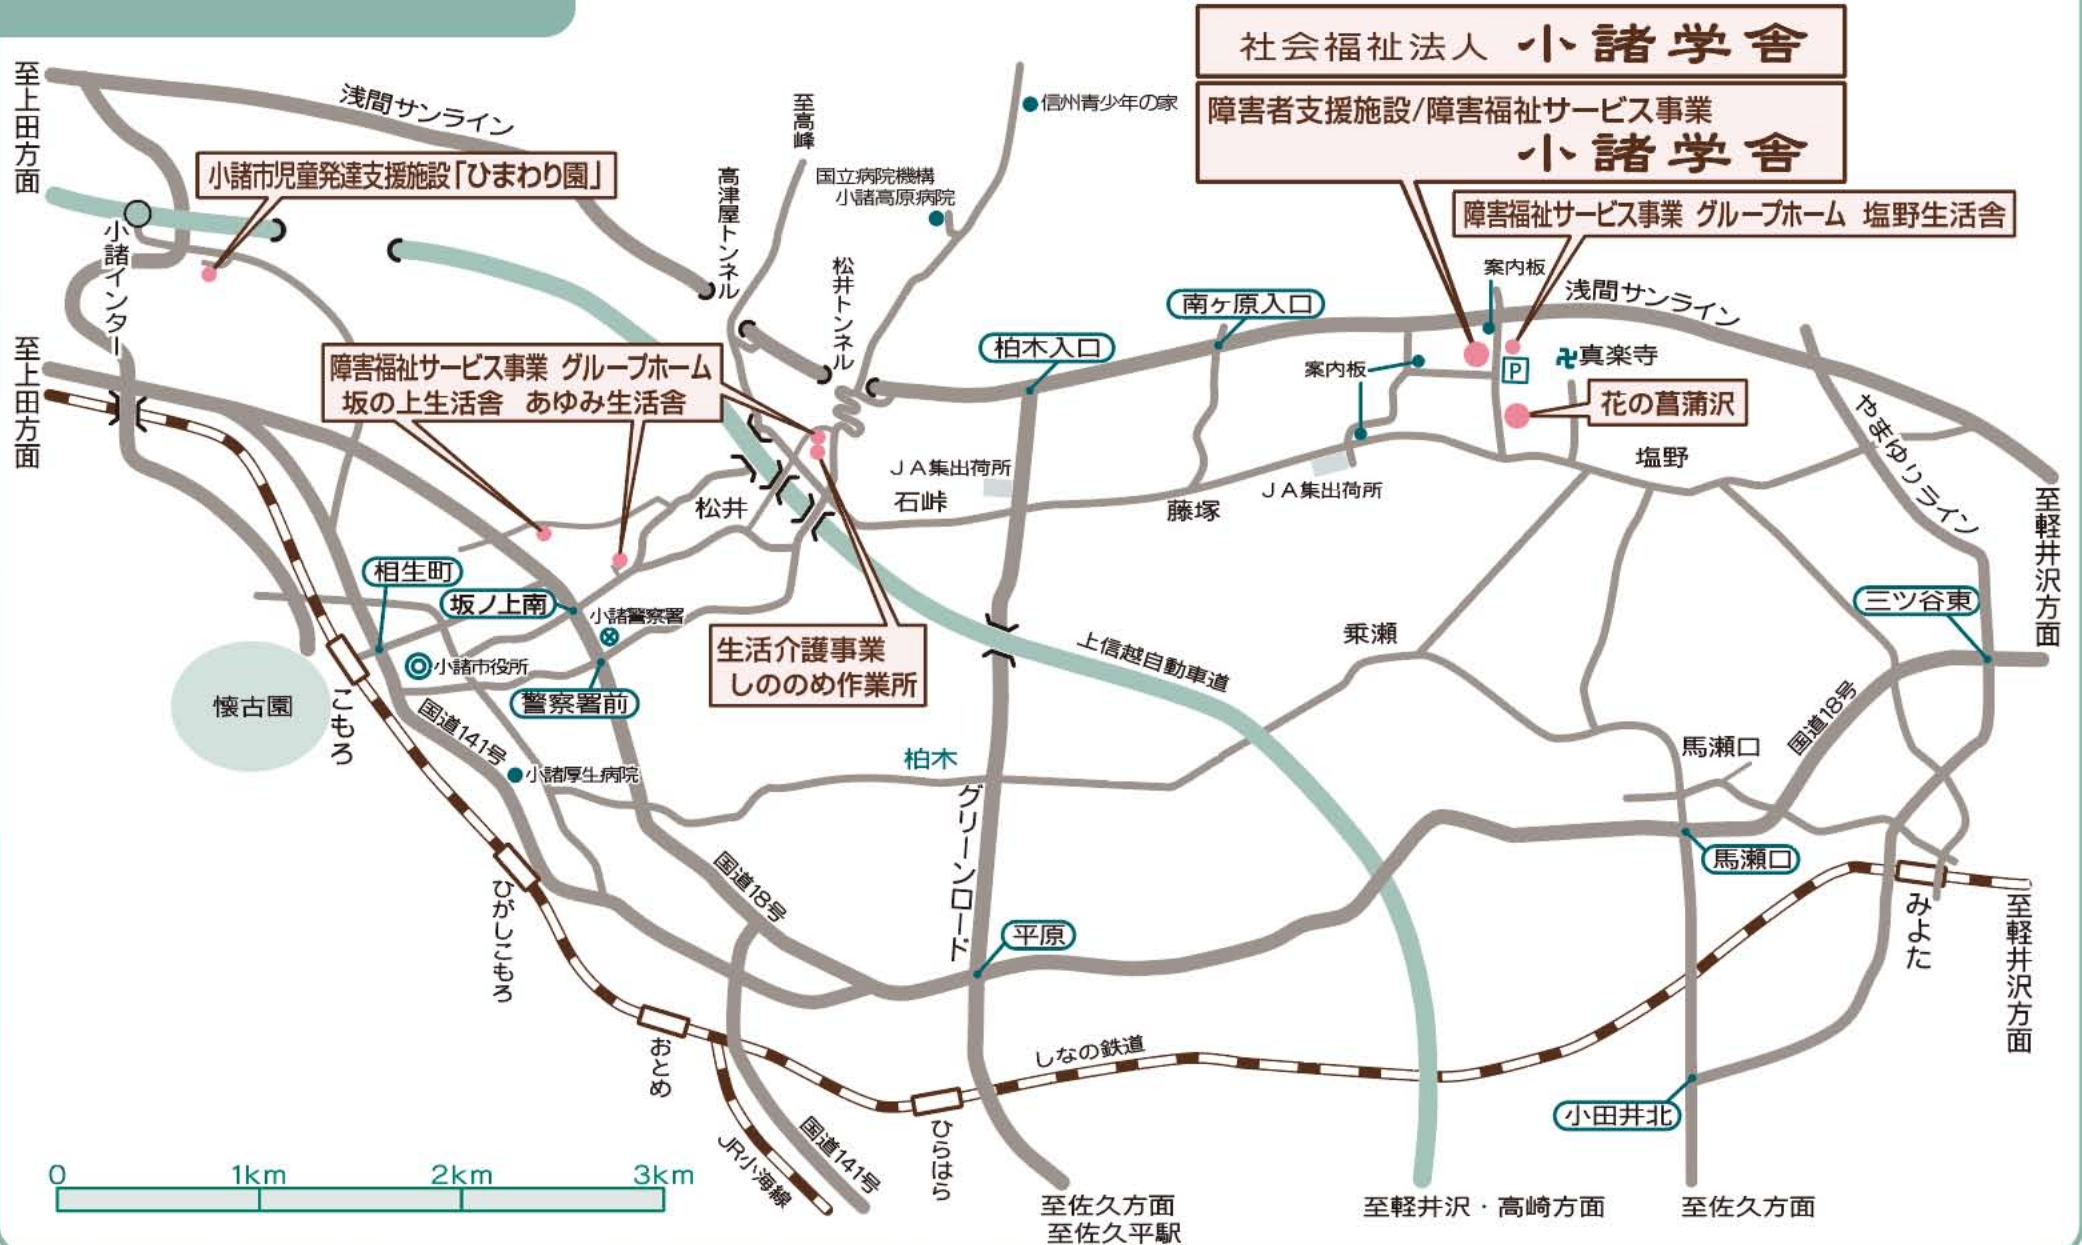 社会福祉法人 小諸学舎
障害者支援施設/障害福祉サービス事業
小諸学舎
障害福祉サービス事業 グループホーム 塩野生活舎
至上田方面
浅間サンライン
小諸市児童発達支援施設「ひまわり園」
小諸インター
至高峰
高津屋トンネル
国立病院機構
小諸高原病院
信州青少年の家
松井トンネル
案内板
浅間サンライン
南ヶ原入口
柏木入口
案内板
真楽寺
P
花の菖蒲沢
やまゆりライン
至軽井沢方面
至上田方面
障害福祉サービス事業 グループホーム
坂の上生活舎 あゆみ生活舎
松井
JA集出荷所
石峠
藤塚
JA集出荷所
塩野
相生町
坂ノ上南
小諸警察署
小諸市役所
警察署前
生活介護事業
しののめ作業所
上信越自動車道
乗瀬
三ツ谷東
懐古園
こもろ
国道141号
小諸厚生病院
柏木
グリーンロード
馬瀬口
国道18号
馬瀬口
ひがしこもろ
国道18号
平原
みよた
至軽井沢方面
おとめ
しなの鉄道
小田井北
ひらはら
国道141号
JR小海線
0 1km 2km 3km
至佐久方面
至佐久平駅
至軽井沢・高崎方面
至佐久方面